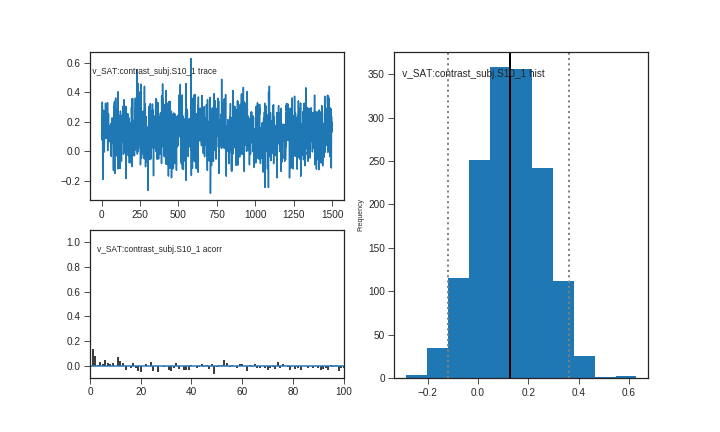 v_SAT:contrast_subj.S10_1 trace
0.6
0.4
0.2
0.0
−0.2
0 250 500 750 1000 1250 1500
v_SAT:contrast_subj.S10_1 acorr
1.0
0.8
0.6
0.4
0.2
0.0
0 20 40 60 80 100
v_SAT:contrast_subj.S10_1 hist
Frequency
350
300
250
200
150
100
50
0
−0.2 0.0 0.2 0.4 0.6